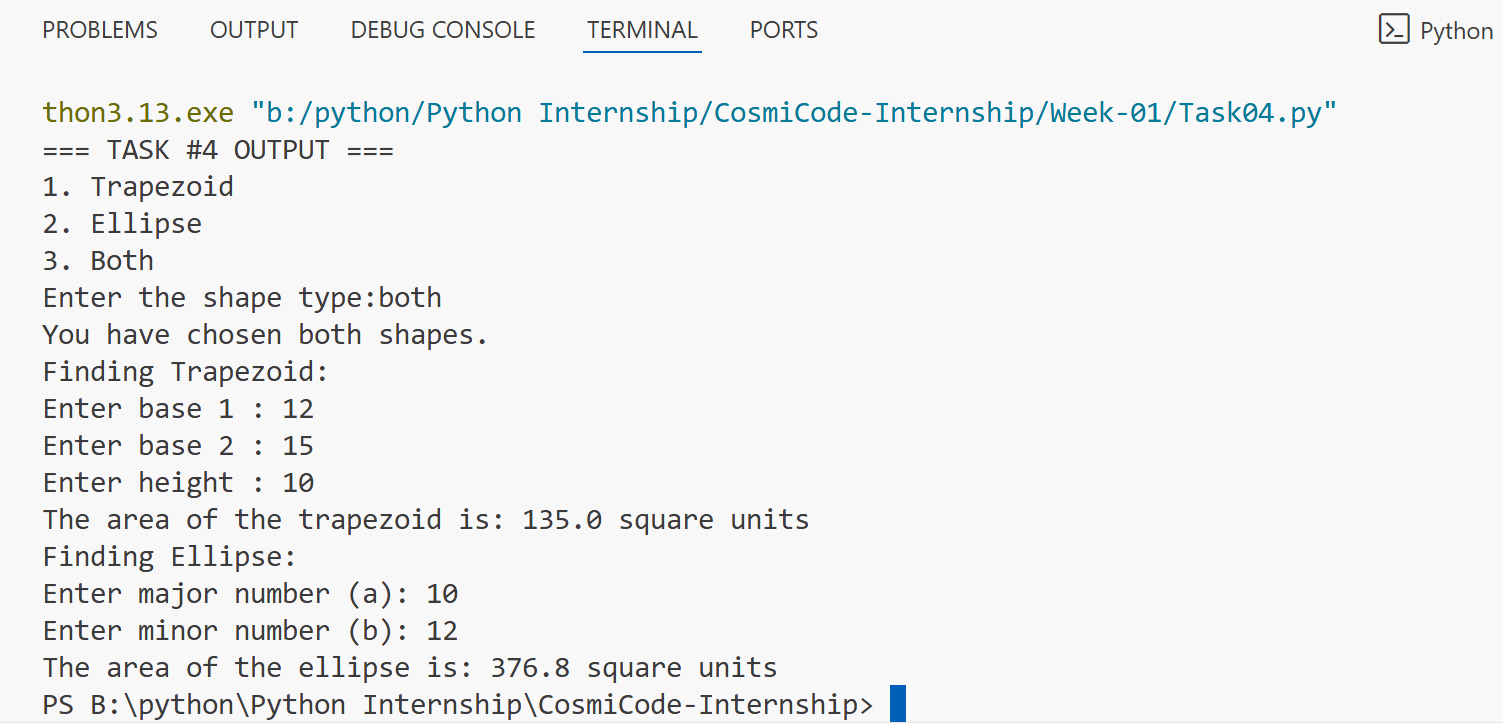 PROBLEMS OUTPUT DEBUG CONSOLE TERMINAL PORTS Python
thon3.13.exe "b:/python/Python Internship/CosmiCode-Internship/Week-01/Task04.py"
=== TASK #4 OUTPUT ===
1. Trapezoid
2. Ellipse
3. Both
Enter the shape type:both
You have chosen both shapes.
Finding Trapezoid:
Enter base 1 : 12
Enter base 2 : 15
Enter height : 10
The area of the trapezoid is: 135.0 square units
Finding Ellipse:
Enter major number (a): 10
Enter minor number (b): 12
The area of the ellipse is: 376.8 square units
PS B:\python\Python Internship\CosmiCode-Internship>